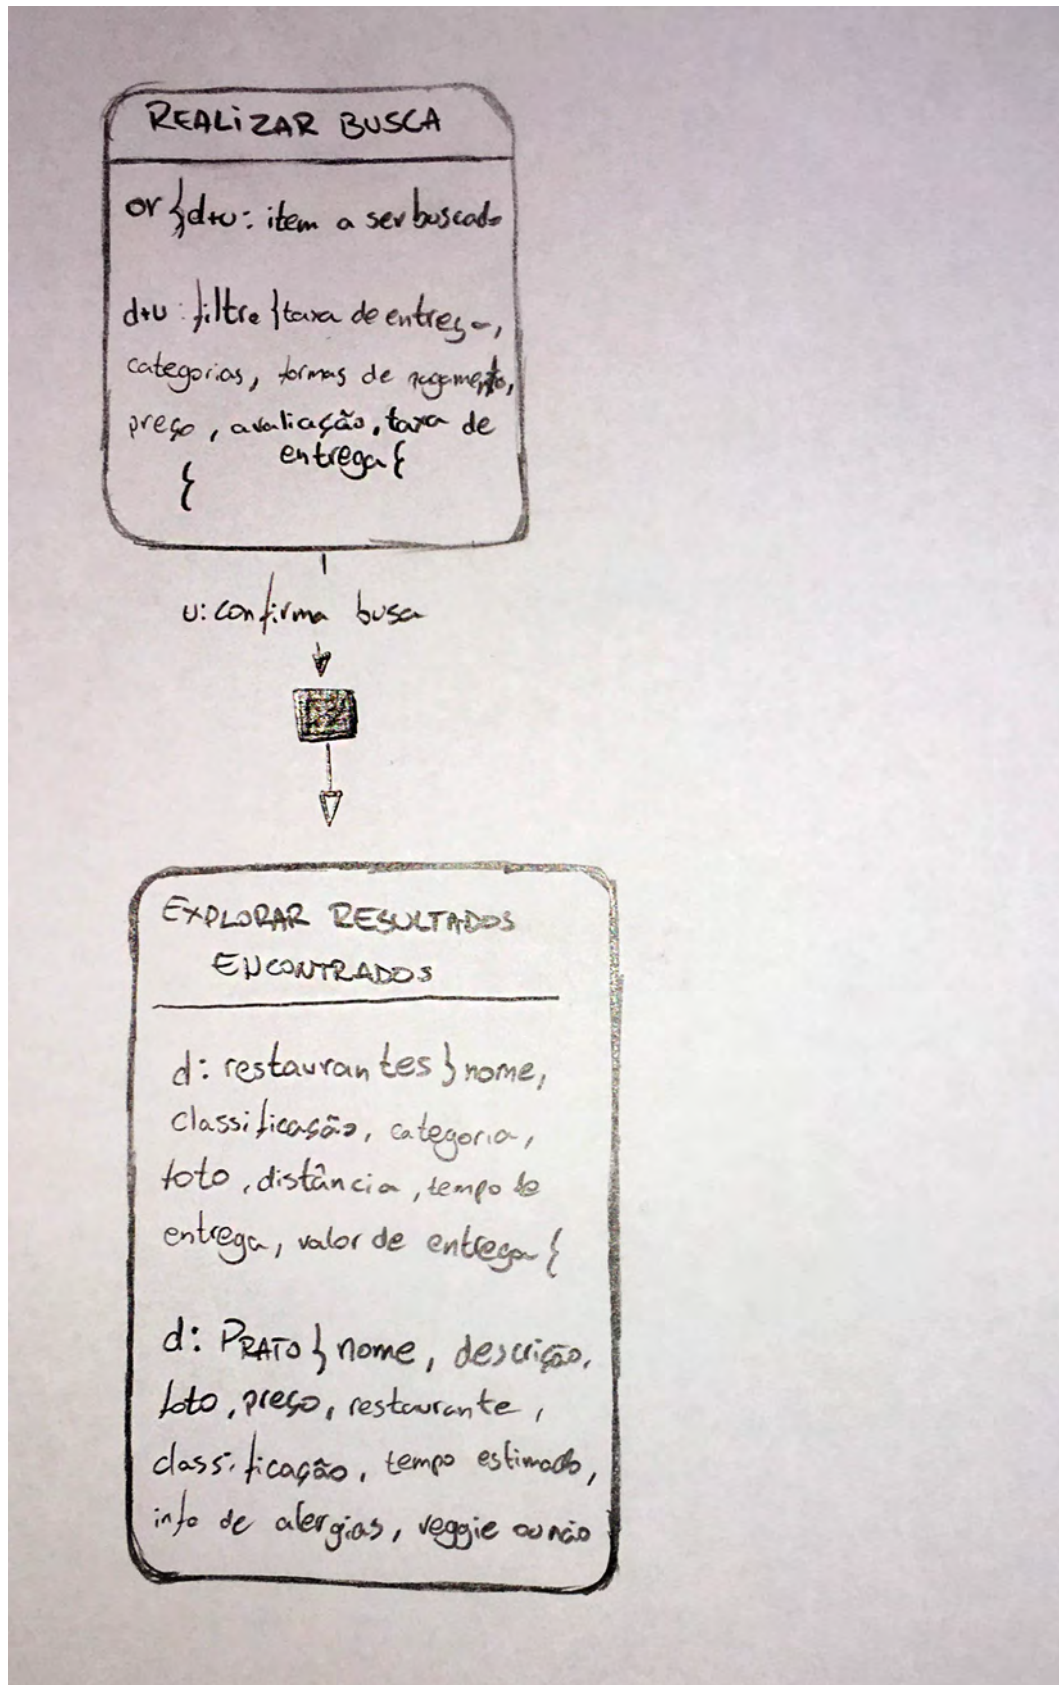 REALIZAR BUSCA
or }d+u: item a ser buscado
d+u: filtro }taxa de entrega,
categorias, formas de pagamento,
preço, avaliação, taxa de
entrega{
{
u: confirma busca
EXPLORAR RESULTADOS
ENCONTRADOS
d: restaurantes } nome,
classificação, categoria,
foto, distância, tempo de
entrega, valor de entrega {
d: PRATO } nome, descrição,
foto, preço, restaurante,
classificação, tempo estimado,
info de alergias, veggie ou não